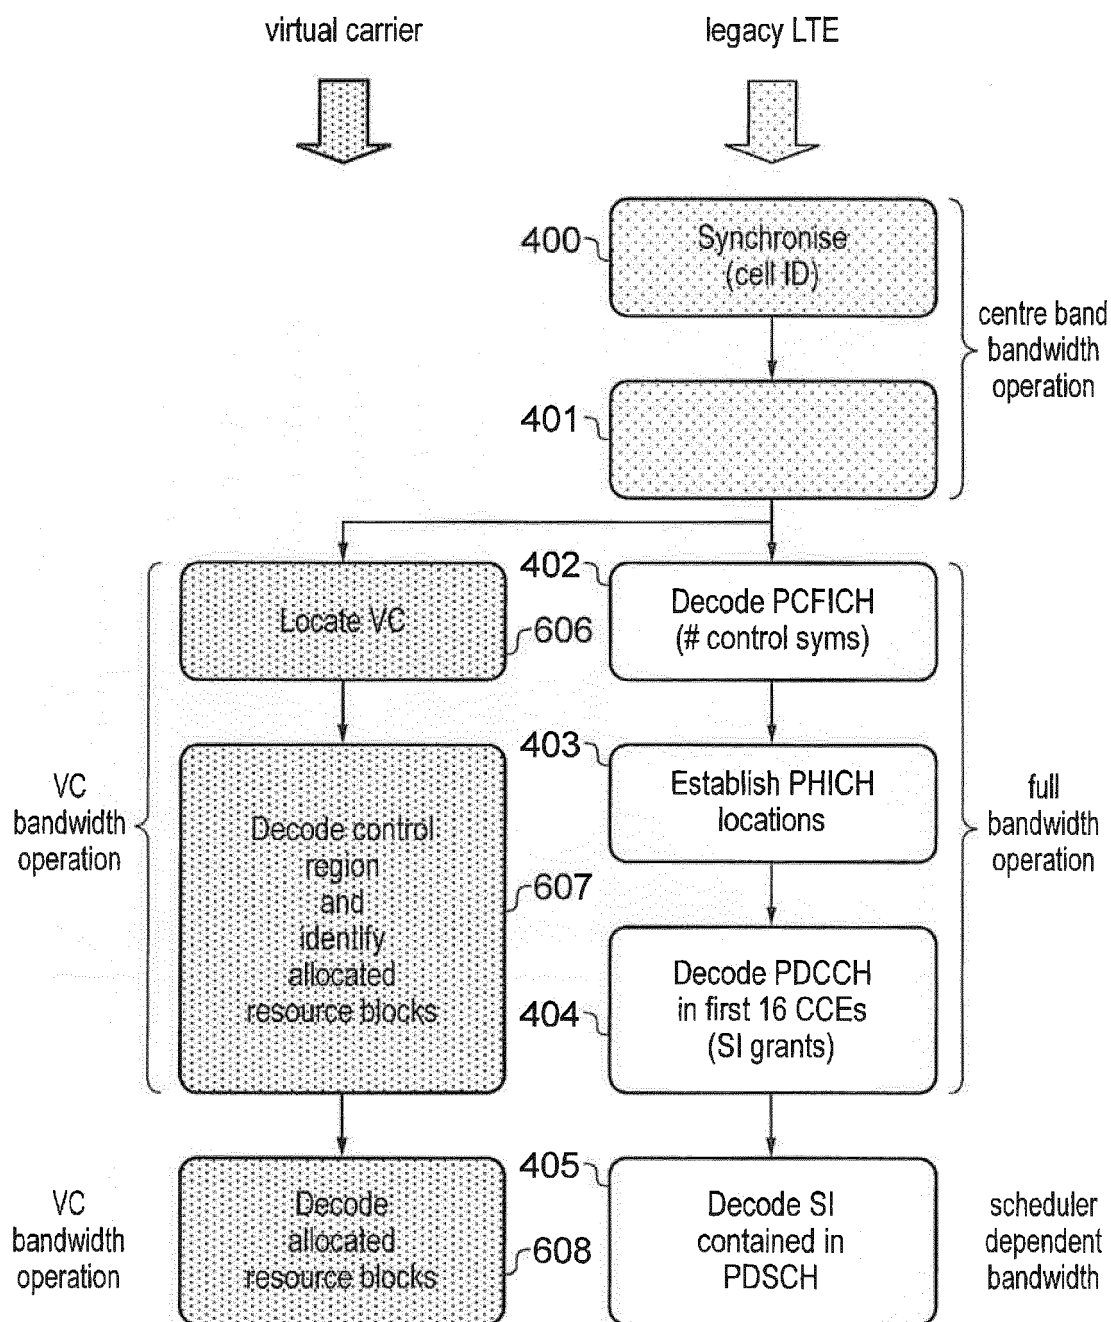 virtual carrier
legacy LTE
400
Synchronise
(cell ID)
centre band
bandwidth
operation
401
402
Locate VC
606
Decode PCFICH
(# control syms)
403
Establish PHICH
locations
VC
bandwidth
operation
Decode control
region
and
identify
allocated
resource blocks
607
full
bandwidth
operation
404
Decode PDCCH
in first 16 CCEs
(SI grants)
405
VC
bandwidth
operation
Decode
allocated
resource blocks
608
Decode SI
contained in
PDSCH
scheduler
dependent
bandwidth